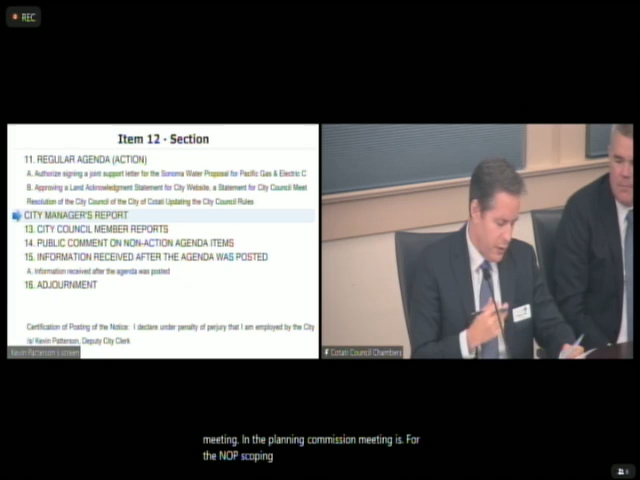 REC
Item 12 - Section
11. REGULAR AGENDA (ACTION)
A. Authorize signing a joint support letter for the Sonoma Water Proposal for Pacific Gas & Electric C
B. Approving a Land Acknowledgment Statement for City Website, a Statement for City Council Meet
Resolution of the City Council of the City of Cotati Updating the City Council Rules
CITY MANAGER'S REPORT
13. CITY COUNCIL MEMBER REPORTS
14. PUBLIC COMMENT ON NON-ACTION AGENDA ITEMS
15. INFORMATION RECEIVED AFTER THE AGENDA WAS POSTED
A. Information received after the agenda was posted
16. ADJOURNMENT
Certification of Posting of the Notice: I declare under penalty of perjury that I am employed by the City
/s/ Kevin Patterson, Deputy City Clerk
Kevin Patterson's screen
Cotati Council Chambers
meeting. In the planning commission meeting is. For
the NOP scoping